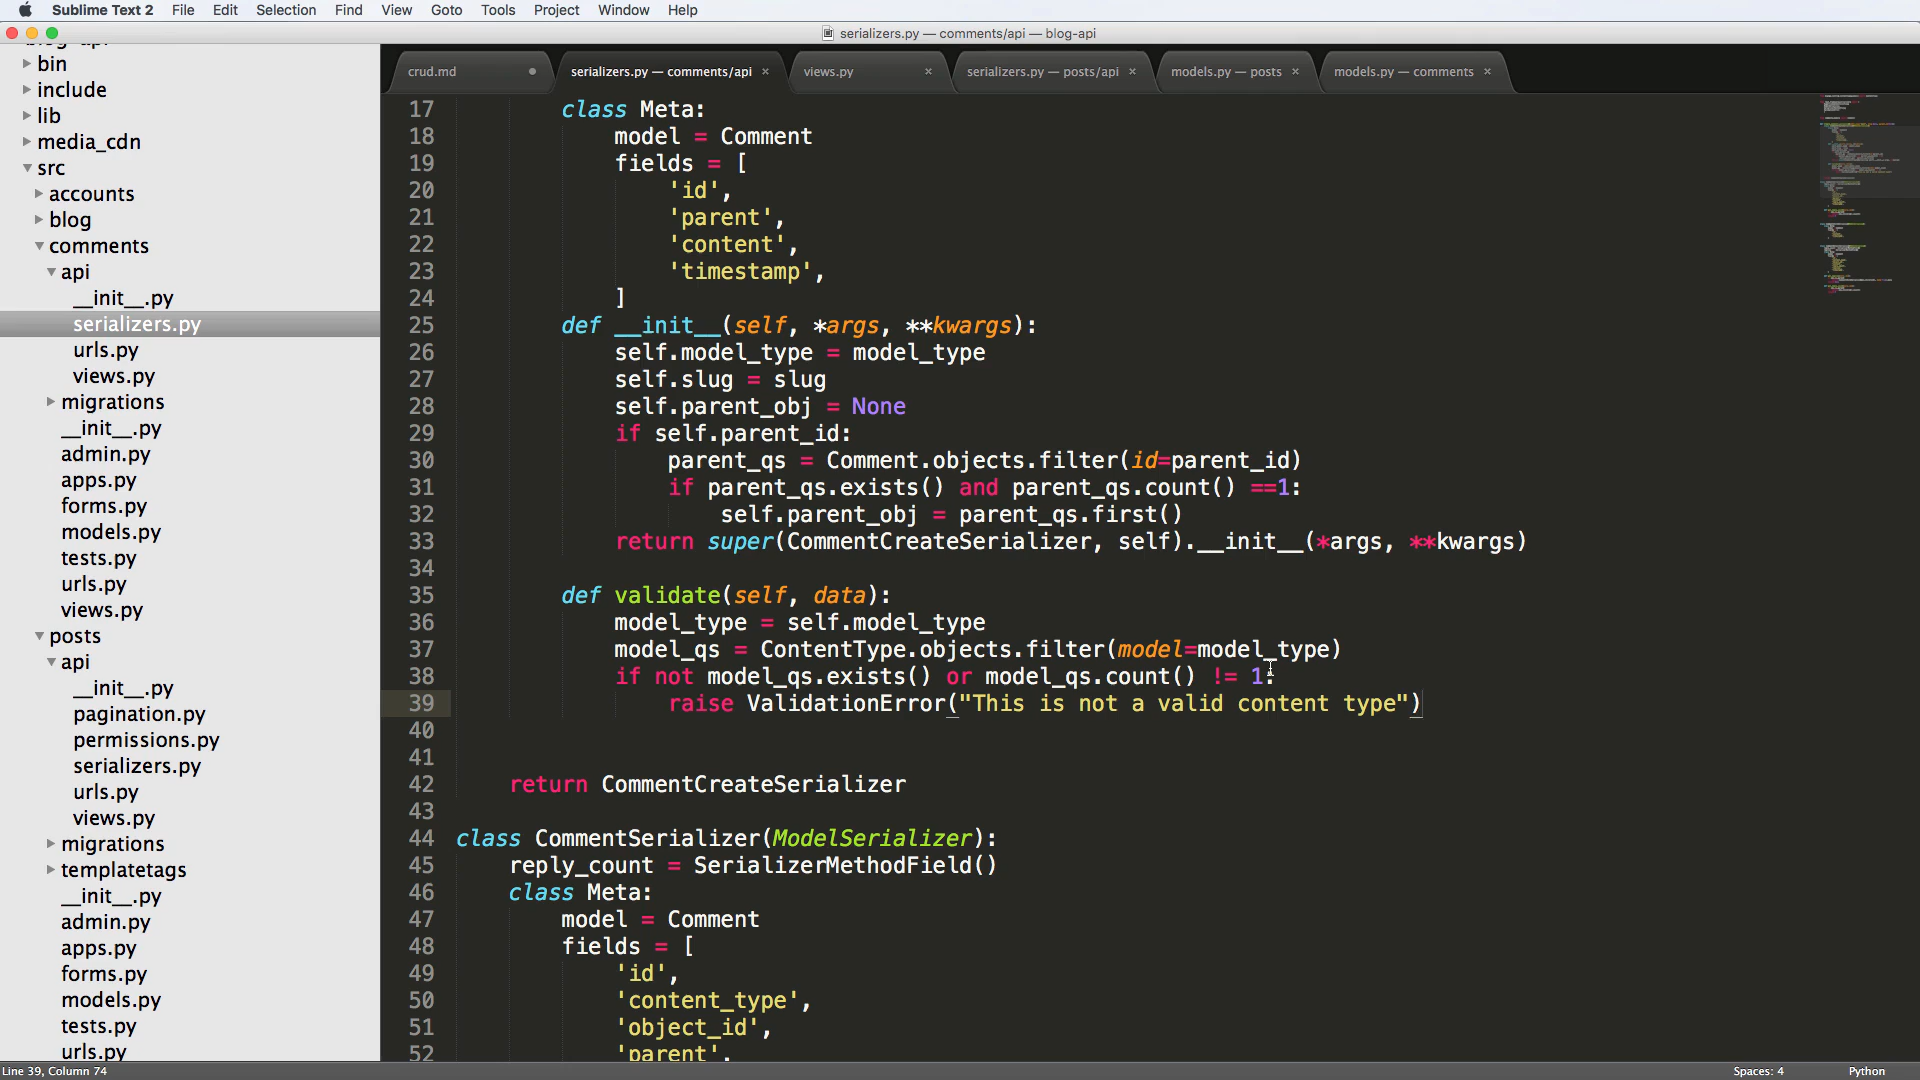 Sublime Text 2 File Edit Selection Find View Goto Tools Project Window Help
serializers.py — comments/api — blog-api
crud.md
serializers.py — comments/api ×
views.py ×
serializers.py — posts/api ×
models.py — posts ×
models.py — comments ×
bin
include
lib
media_cdn
src
accounts
blog
comments
api
__init__.py
serializers.py
urls.py
views.py
migrations
__init__.py
admin.py
apps.py
forms.py
models.py
tests.py
urls.py
views.py
posts
api
__init__.py
pagination.py
permissions.py
serializers.py
urls.py
views.py
migrations
templatetags
__init__.py
admin.py
apps.py
forms.py
models.py
tests.py
urls.py
17 class Meta:
18 model = Comment
19 fields = [
20 'id',
21 'parent',
22 'content',
23 'timestamp',
24 ]
25 def __init__(self, *args, **kwargs):
26 self.model_type = model_type
27 self.slug = slug
28 self.parent_obj = None
29 if self.parent_id:
30 parent_qs = Comment.objects.filter(id=parent_id)
31 if parent_qs.exists() and parent_qs.count() ==1:
32 self.parent_obj = parent_qs.first()
33 return super(CommentCreateSerializer, self).__init__(*args, **kwargs)
34
35 def validate(self, data):
36 model_type = self.model_type
37 model_qs = ContentType.objects.filter(model=model_type)
38 if not model_qs.exists() or model_qs.count() != 1:
39 raise ValidationError("This is not a valid content type")
40
41
42 return CommentCreateSerializer
43
44 class CommentSerializer(ModelSerializer):
45 reply_count = SerializerMethodField()
46 class Meta:
47 model = Comment
48 fields = [
49 'id',
50 'content_type',
51 'object_id',
52 'parent',
Line 39, Column 74
Spaces: 4
Python